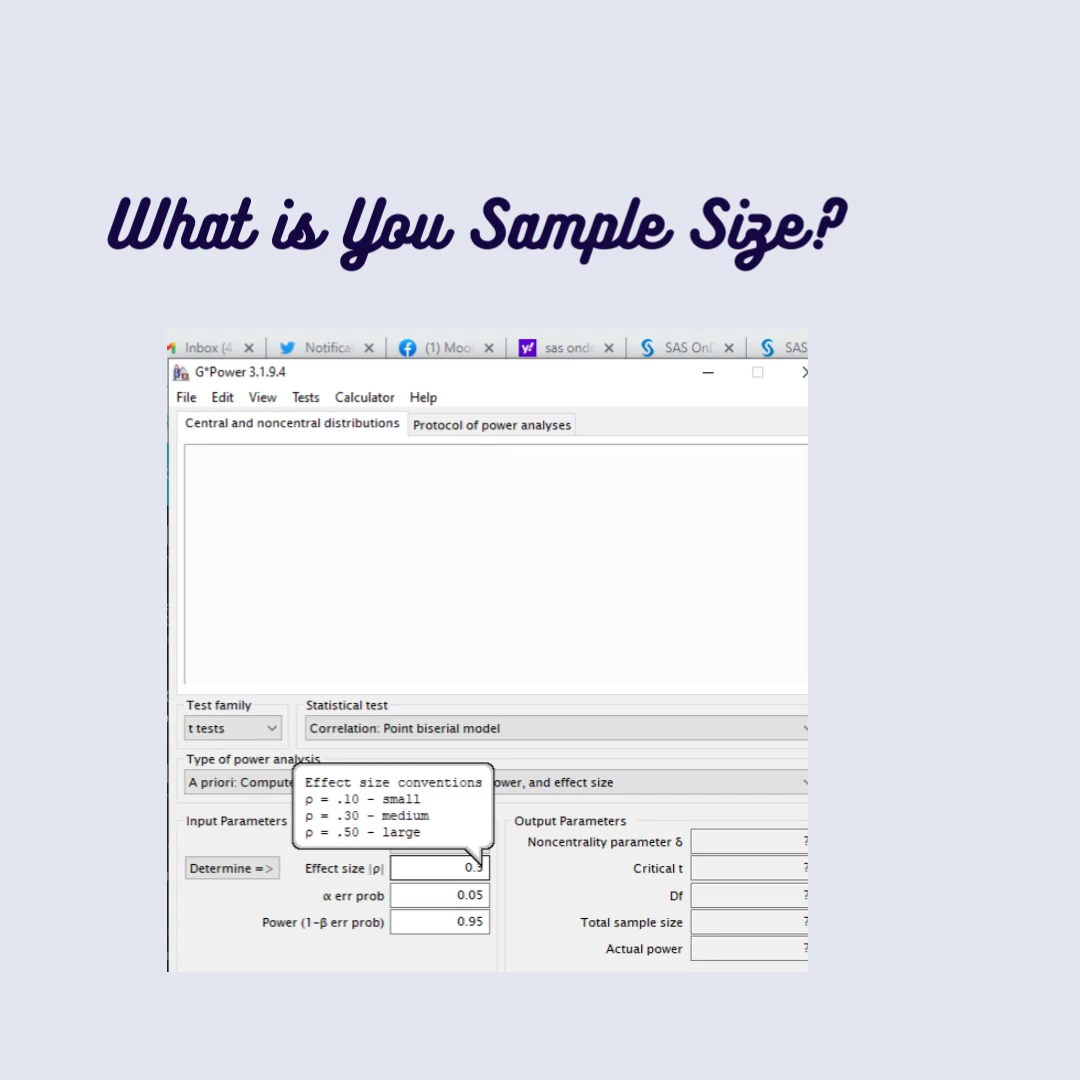 What is You Sample Size?
Inbox (4 Notificat (1) Moo sas onde SAS OnD SAS
G*Power 3.1.9.4
File Edit View Tests Calculator Help
Central and noncentral distributions Protocol of power analyses
Test family Statistical test
t tests Correlation: Point biserial model
Type of power analysis
A priori: Compute ower, and effect size
Effect size conventions
ρ = .10 - small
ρ = .30 - medium
ρ = .50 - large
Input Parameters Output Parameters
Noncentrality parameter δ ?
Determine => Effect size |ρ| 0.3 Critical t ?
α err prob 0.05 Df ?
Power (1-β err prob) 0.95 Total sample size ?
Actual power ?